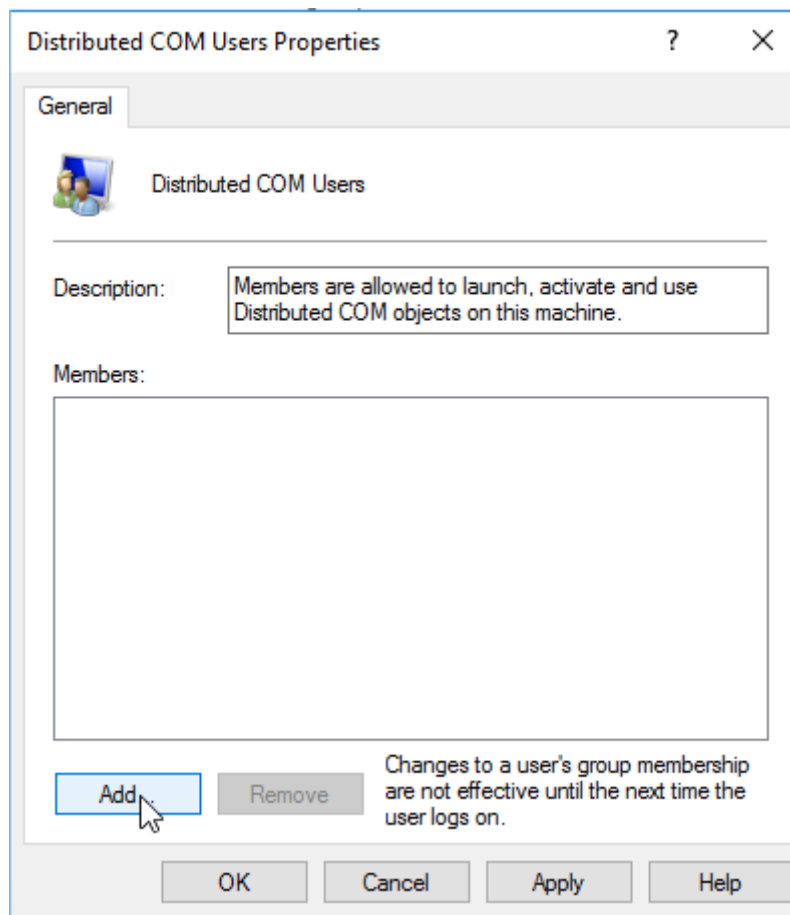 Distributed COM Users Properties
?
General
Distributed COM Users
Description:
Members are allowed to launch, activate and use
Distributed COM objects on this machine.
Members:
Add...
Remove
Changes to a user's group membership
are not effective until the next time the
user logs on.
OK
Cancel
Apply
Help